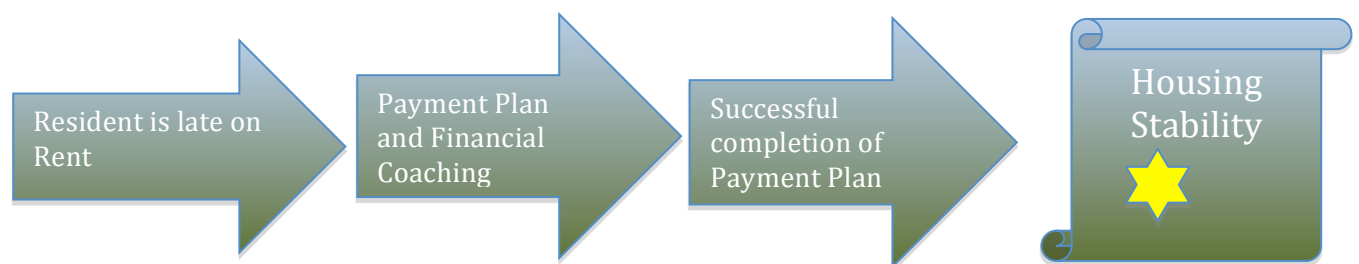 Resident is late on
Rent
Payment Plan
and Financial
Coaching
Successful
completion of
Payment Plan
Housing
Stability